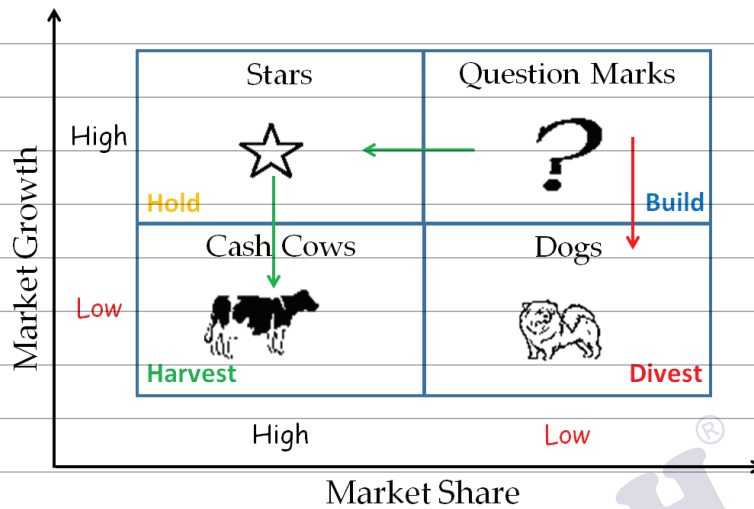 Stars
Question Marks
High
?
Hold
Build
Market Growth
Cash Cows
Dogs
Low
Harvest
Divest
High
Low
®
Market Share